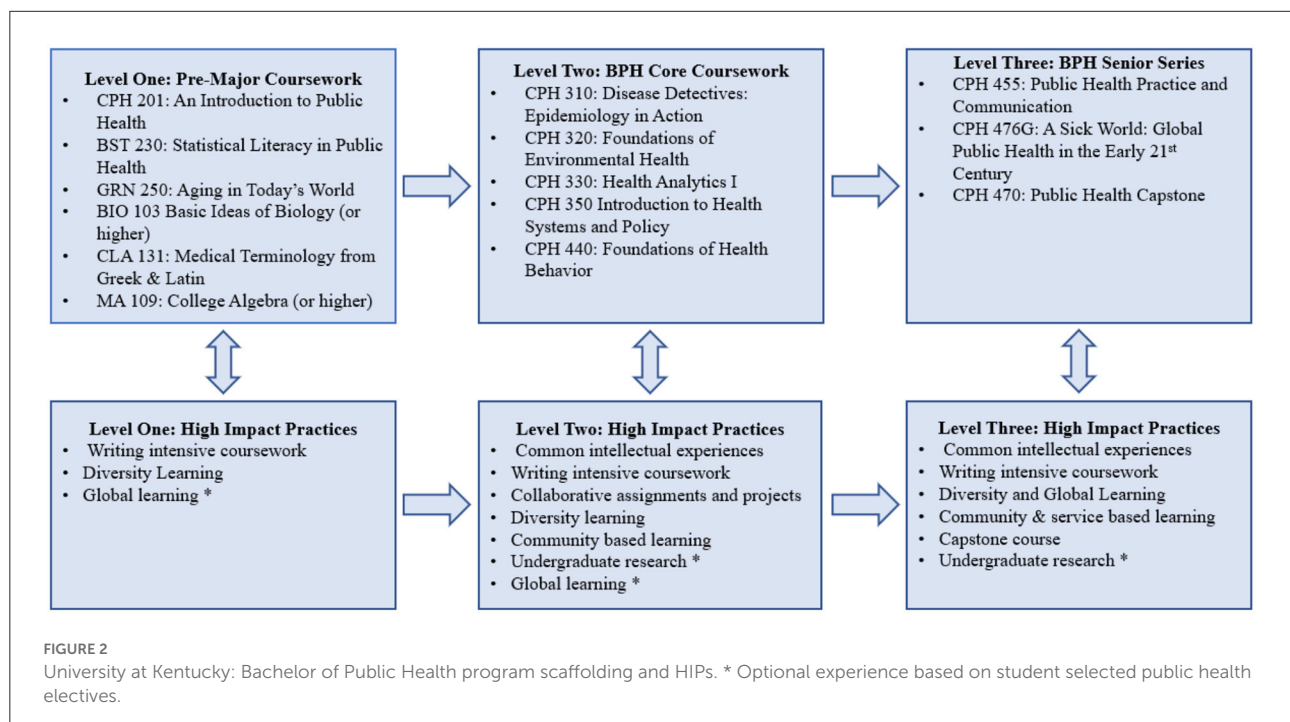 Level One: Pre-Major Coursework
• CPH 201: An Introduction to Public
Health
• BST 230: Statistical Literacy in Public
Health
• GRN 250: Aging in Today's World
• BIO 103 Basic Ideas of Biology (or
higher)
• CLA 131: Medical Terminology from
Greek & Latin
• MA 109: College Algebra (or higher)
Level Two: BPH Core Coursework
• CPH 310: Disease Detectives:
Epidemiology in Action
• CPH 320: Foundations of
Environmental Health
• CPH 330: Health Analytics I
• CPH 350 Introduction to Health
Systems and Policy
• CPH 440: Foundations of Health
Behavior
Level Three: BPH Senior Series
• CPH 455: Public Health Practice and
Communication
• CPH 476G: A Sick World: Global
Public Health in the Early 21st
Century
• CPH 470: Public Health Capstone
Level One: High Impact Practices
• Writing intensive coursework
• Diversity Learning
• Global learning *
Level Two: High Impact Practices
• Common intellectual experiences
• Writing intensive coursework
• Collaborative assignments and projects
• Diversity learning
• Community based learning
• Undergraduate research *
• Global learning *
Level Three: High Impact Practices
• Common intellectual experiences
• Writing intensive coursework
• Diversity and Global Learning
• Community & service based learning
• Capstone course
• Undergraduate research *
FIGURE 2
University at Kentucky: Bachelor of Public Health program scaffolding and HIPs. * Optional experience based on student selected public health
electives.